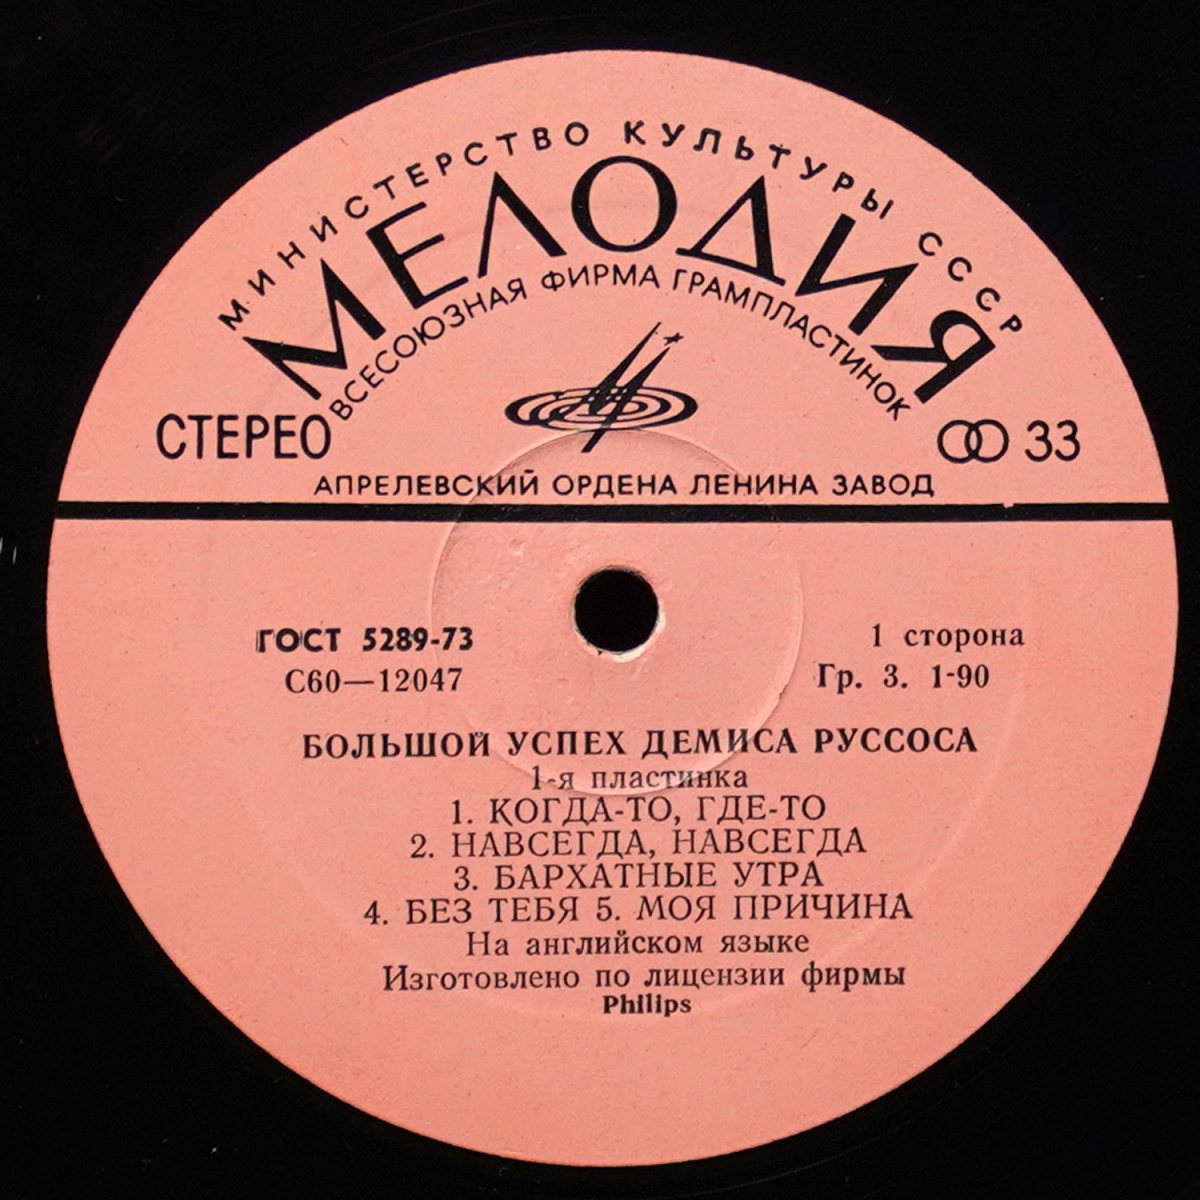 МИНИСТЕРСТВО КУЛЬТУРЫ СССР
МЕЛОДИЯ
ВСЕСОЮЗНАЯ ФИРМА ГРАМПЛАСТИНОК
СТЕРЕО
33
АПРЕЛЕВСКИЙ ОРДЕНА ЛЕНИНА ЗАВОД
ГОСТ 5289-73
1 сторона
С60—12047
Гр. 3. 1-90
БОЛЬШОЙ УСПЕХ ДЕМИСА РУССОСА
1-я пластинка
1. КОГДА-ТО, ГДЕ-ТО
2. НАВСЕГДА, НАВСЕГДА
3. БАРХАТНЫЕ УТРА
4. БЕЗ ТЕБЯ 5. МОЯ ПРИЧИНА
На английском языке
Изготовлено по лицензии фирмы
Philips